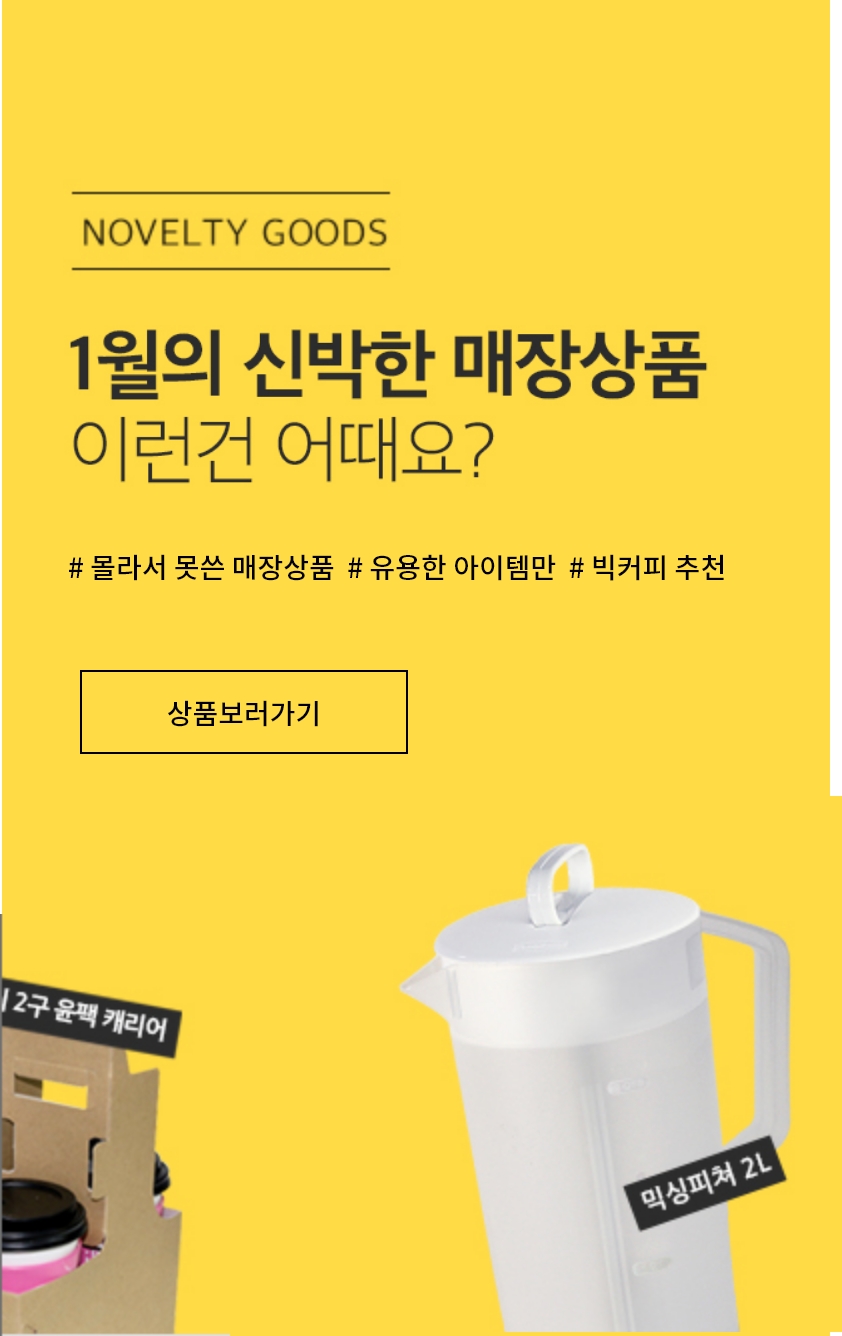 NOVELTY GOODS
1월의 신박한 매장상품
이런건 어때요?
# 몰라서 못쓴 매장상품 # 유용한 아이템만 # 빅커피 추천
상품보러가기
2구 윤팩 캐리어
믹싱피쳐 2L